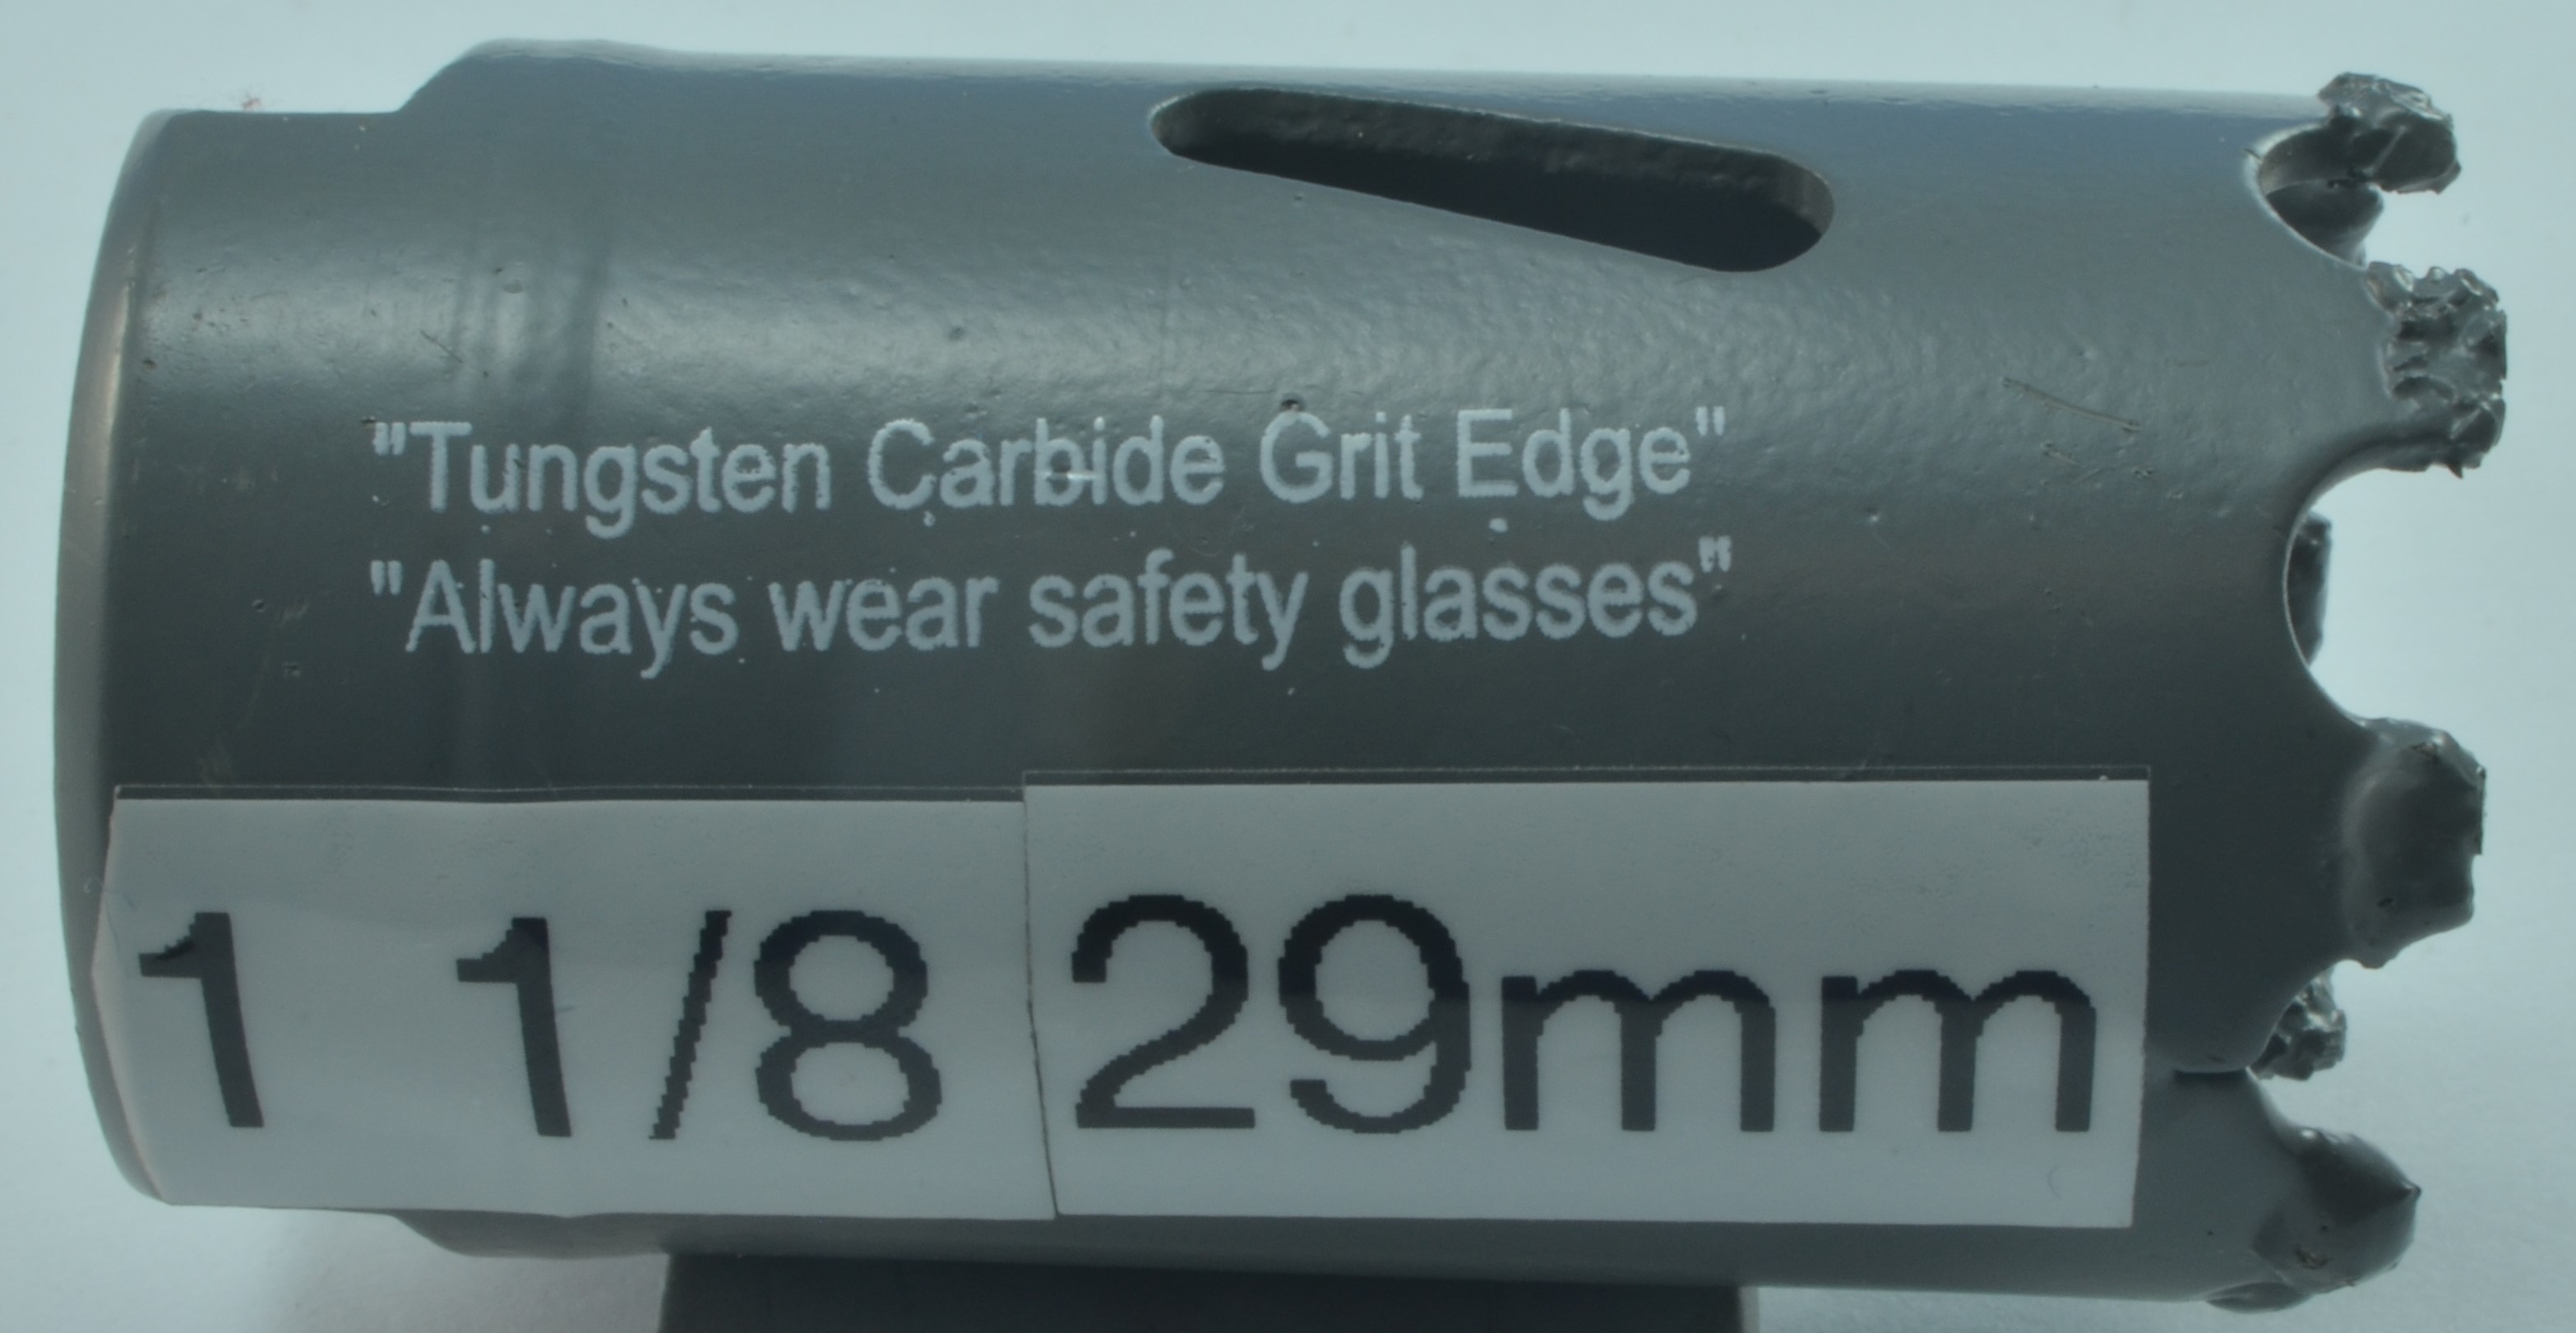 "Tungsten Carbide Grit Edge"
"Always wear safety glasses"
1 1/8 29mm